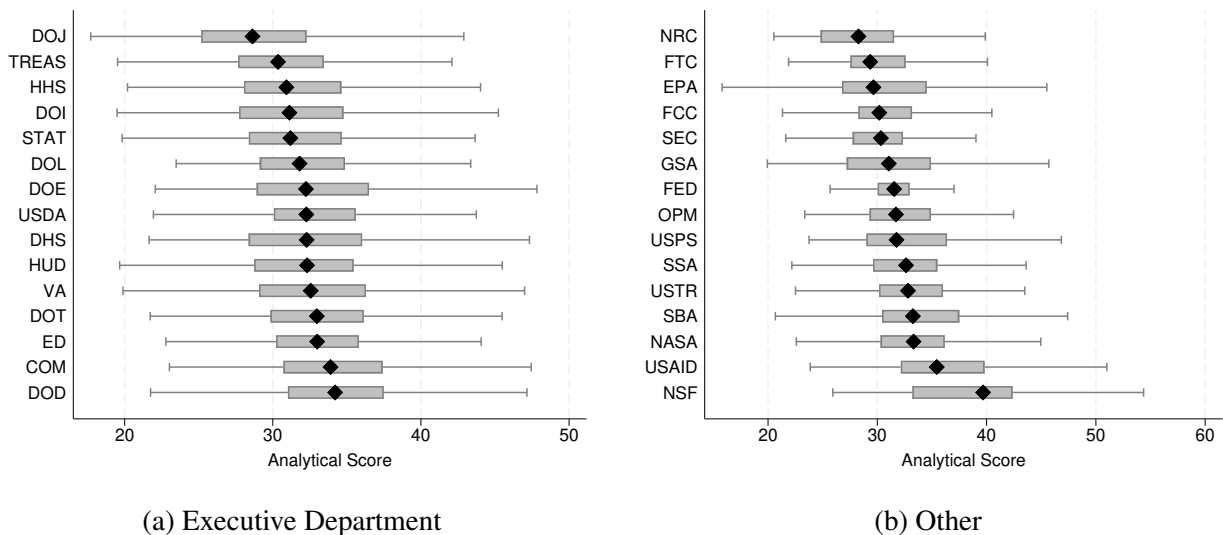 DOJ
TREAS
HHS
DOI
STAT
DOL
DOE
USDA
DHS
HUD
VA
DOT
ED
COM
DOD
20 30 40 50
Analytical Score
(a) Executive Department
NRC
FTC
EPA
FCC
SEC
GSA
FED
OPM
USPS
SSA
USTR
SBA
NASA
USAID
NSF
20 30 40 50 60
Analytical Score
(b) Other